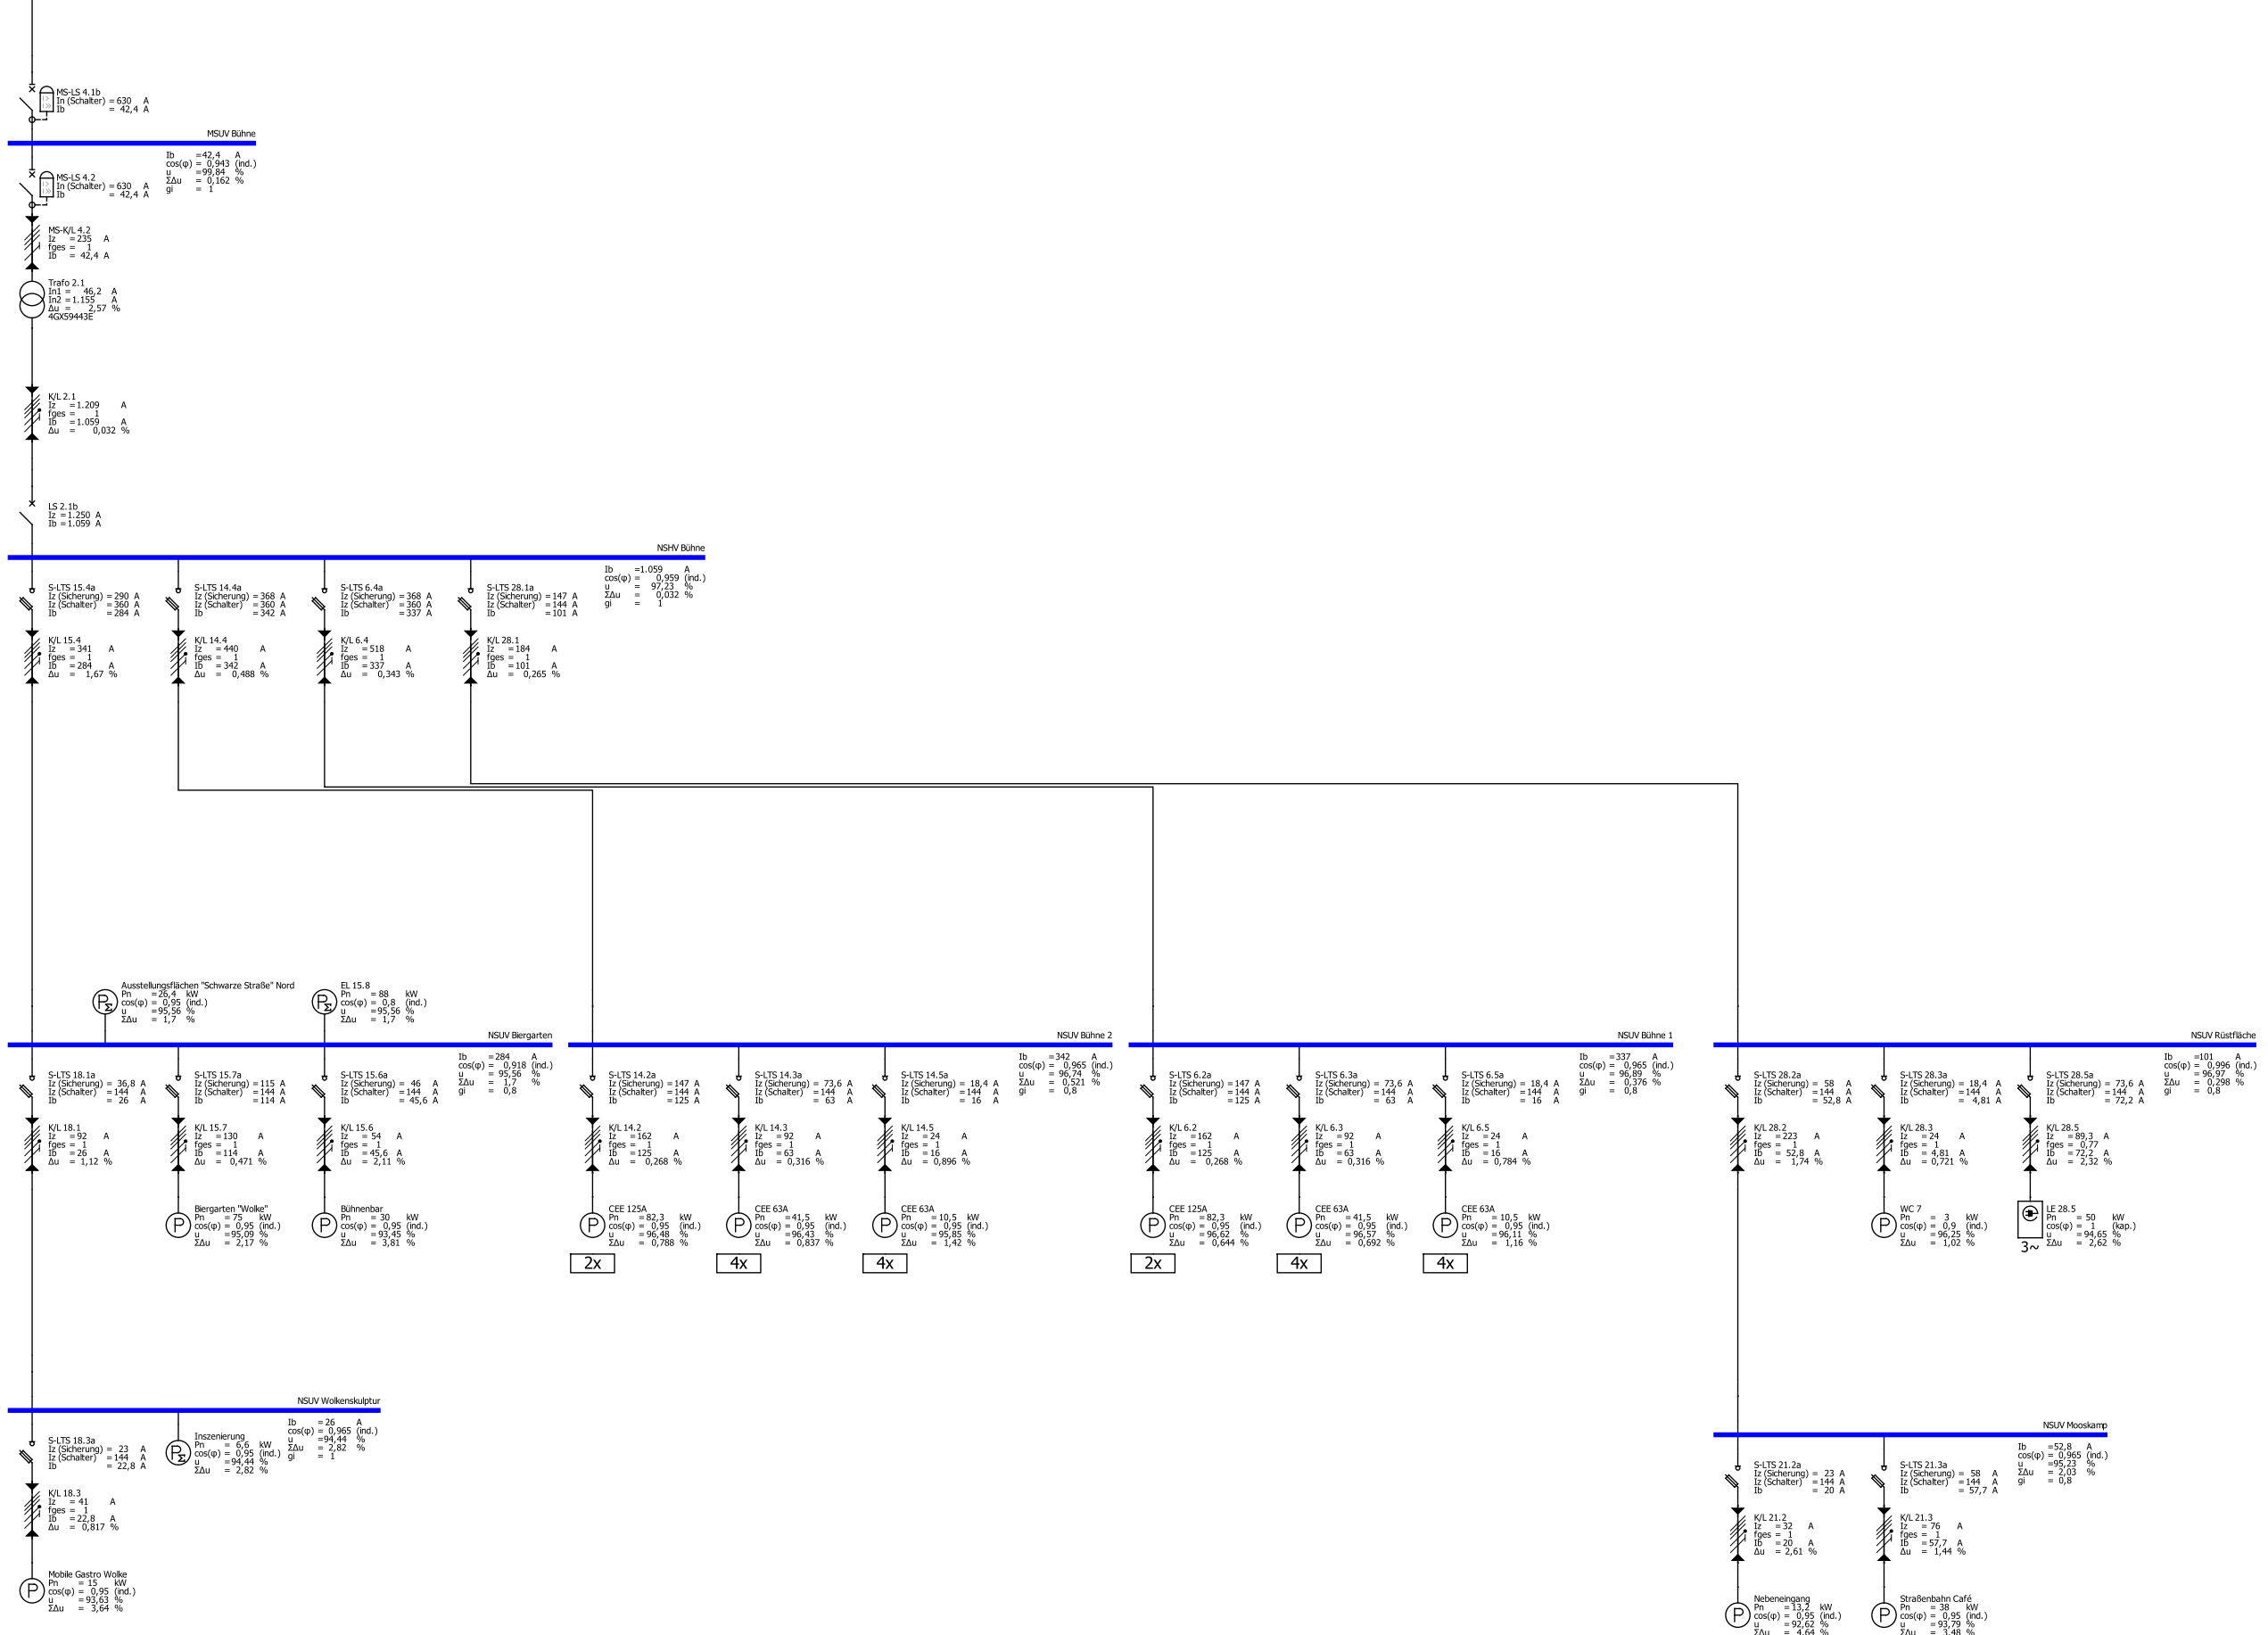 MS-LS 4.1b
In (Schalter) = 630 A
Ib = 42,4 A
MSUV Bühne
Ib =42,4 A
cos(φ) = 0,943 (ind.)
u =99,84 %
ΣΔu = 0,162 %
gi = 1
MS-LS 4.2
In (Schalter) = 630 A
Ib = 42,4 A
MS-K/L 4.2
Iz =235 A
fges = 1
Ib = 42,4 A
Trafo 2.1
In1 = 46,2 A
In2 =1.155 A
Δu = 2,57 %
4GX59443E
K/L 2.1
Iz =1.209 A
fges = 1
Ib =1.059 A
Δu = 0,032 %
LS 2.1b
Iz =1.250 A
Ib =1.059 A
NSHV Bühne
Ib =1.059 A
cos(φ) = 0,959 (ind.)
u = 97,23 %
ΣΔu = 0,032 %
gi = 1
S-LTS 15.4a
Iz (Sicherung) =290 A
Iz (Schalter) =360 A
Ib =284 A
S-LTS 14.4a
Iz (Sicherung) =368 A
Iz (Schalter) =360 A
Ib =342 A
S-LTS 6.4a
Iz (Sicherung) =368 A
Iz (Schalter) =360 A
Ib =337 A
S-LTS 28.1a
Iz (Sicherung) =147 A
Iz (Schalter) =144 A
Ib =101 A
K/L 15.4
Iz =341 A
fges = 1
Ib =284 A
Δu = 1,67 %
K/L 14.4
Iz =440 A
fges = 1
Ib =342 A
Δu = 0,488 %
K/L 6.4
Iz =518 A
fges = 1
Ib =337 A
Δu = 0,343 %
K/L 28.1
Iz =184 A
fges = 1
Ib =101 A
Δu = 0,265 %
Ausstellungsflächen "Schwarze Straße" Nord
Pn =26,4 kW
cos(φ) = 0,95 (ind.)
u =95,56 %
ΣΔu = 1,7 %
EL 15.8
Pn =88 kW
cos(φ) = 0,8 (ind.)
u =95,56 %
ΣΔu = 1,7 %
NSUV Biergarten
Ib =284 A
cos(φ) = 0,918 (ind.)
u = 95,56 %
ΣΔu = 1,7 %
gi = 0,8
S-LTS 18.1a
Iz (Sicherung) = 36,8 A
Iz (Schalter) =144 A
Ib = 26 A
S-LTS 15.7a
Iz (Sicherung) =115 A
Iz (Schalter) =144 A
Ib =114 A
S-LTS 15.6a
Iz (Sicherung) = 46 A
Iz (Schalter) =144 A
Ib = 45,6 A
K/L 18.1
Iz =92 A
fges = 1
Ib =26 A
Δu = 1,12 %
K/L 15.7
Iz =130 A
fges = 1
Ib =114 A
Δu = 0,471 %
K/L 15.6
Iz = 54 A
fges = 1
Ib =45,6 A
Δu = 2,11 %
Biergarten "Wolke"
Pn =75 kW
cos(φ) = 0,95 (ind.)
u =95,09 %
ΣΔu = 2,17 %
Bühnenbar
Pn =30 kW
cos(φ) = 0,95 (ind.)
u =93,45 %
ΣΔu = 3,81 %
NSUV Bühne 2
Ib =342 A
cos(φ) = 0,965 (ind.)
u = 96,74 %
ΣΔu = 0,521 %
gi = 0,8
S-LTS 14.2a
Iz (Sicherung) =147 A
Iz (Schalter) =144 A
Ib =125 A
S-LTS 14.3a
Iz (Sicherung) = 73,6 A
Iz (Schalter) =144 A
Ib = 63 A
S-LTS 14.5a
Iz (Sicherung) = 18,4 A
Iz (Schalter) =144 A
Ib = 16 A
K/L 14.2
Iz =162 A
fges = 1
Ib =125 A
Δu = 0,268 %
K/L 14.3
Iz =92 A
fges = 1
Ib =63 A
Δu = 0,316 %
K/L 14.5
Iz =24 A
fges = 1
Ib =16 A
Δu = 0,896 %
CEE 125A
Pn =82,3 kW
cos(φ) = 0,95 (ind.)
u =96,48 %
ΣΔu = 0,788 %
2x
CEE 63A
Pn =41,5 kW
cos(φ) = 0,95 (ind.)
u =96,43 %
ΣΔu = 0,837 %
4x
CEE 63A
Pn =10,5 kW
cos(φ) = 0,95 (ind.)
u =95,85 %
ΣΔu = 1,42 %
4x
NSUV Bühne 1
Ib =337 A
cos(φ) = 0,965 (ind.)
u = 96,89 %
ΣΔu = 0,376 %
gi = 0,8
S-LTS 6.2a
Iz (Sicherung) =147 A
Iz (Schalter) =144 A
Ib =125 A
S-LTS 6.3a
Iz (Sicherung) = 73,6 A
Iz (Schalter) =144 A
Ib = 63 A
S-LTS 6.5a
Iz (Sicherung) = 18,4 A
Iz (Schalter) =144 A
Ib = 16 A
K/L 6.2
Iz =162 A
fges = 1
Ib =125 A
Δu = 0,268 %
K/L 6.3
Iz =92 A
fges = 1
Ib =63 A
Δu = 0,316 %
K/L 6.5
Iz =24 A
fges = 1
Ib =16 A
Δu = 0,784 %
CEE 125A
Pn =82,3 kW
cos(φ) = 0,95 (ind.)
u =96,62 %
ΣΔu = 0,644 %
2x
CEE 63A
Pn =41,5 kW
cos(φ) = 0,95 (ind.)
u =96,57 %
ΣΔu = 0,692 %
4x
CEE 63A
Pn =10,5 kW
cos(φ) = 0,95 (ind.)
u =96,11 %
ΣΔu = 1,16 %
4x
NSUV Rüstfläche
Ib =101 A
cos(φ) = 0,996 (ind.)
u = 96,97 %
ΣΔu = 0,298 %
gi = 0,8
S-LTS 28.2a
Iz (Sicherung) = 58 A
Iz (Schalter) =144 A
Ib = 52,8 A
S-LTS 28.3a
Iz (Sicherung) = 18,4 A
Iz (Schalter) =144 A
Ib = 4,81 A
S-LTS 28.5a
Iz (Sicherung) = 73,6 A
Iz (Schalter) =144 A
Ib = 72,2 A
K/L 28.2
Iz =223 A
fges = 1
Ib = 52,8 A
Δu = 1,74 %
K/L 28.3
Iz =24 A
fges = 1
Ib = 4,81 A
Δu = 0,721 %
K/L 28.5
Iz =89,3 A
fges = 0,77
Ib =72,2 A
Δu = 2,32 %
WC 7
Pn = 3 kW
cos(φ) = 0,9 (ind.)
u =96,25 %
ΣΔu = 1,02 %
LE 28.5
Pn =50 kW
cos(φ) = 1 (kap.)
u =94,65 %
ΣΔu = 2,62 %
3~
NSUV Wolkenskulptur
Ib =26 A
cos(φ) =0,965 (ind.)
u =94,44 %
ΣΔu = 2,82 %
gi = 1
S-LTS 18.3a
Iz (Sicherung) = 23 A
Iz (Schalter) =144 A
Ib = 22,8 A
Inszenierung
Pn = 6,6 kW
cos(φ) = 0,95 (ind.)
u =94,44 %
ΣΔu = 2,82 %
K/L 18.3
Iz = 41 A
fges = 1
Ib =22,8 A
Δu = 0,817 %
Mobile Gastro Wolke
Pn = 15 kW
cos(φ) = 0,95 (ind.)
u =93,63 %
ΣΔu = 3,64 %
NSUV Mooskamp
Ib =52,8 A
cos(φ) = 0,965 (ind.)
u =95,23 %
ΣΔu = 2,03 %
gi = 0,8
S-LTS 21.2a
Iz (Sicherung) = 23 A
Iz (Schalter) =144 A
Ib = 20 A
S-LTS 21.3a
Iz (Sicherung) = 58 A
Iz (Schalter) =144 A
Ib = 57,7 A
K/L 21.2
Iz =32 A
fges = 1
Ib =20 A
Δu = 2,61 %
K/L 21.3
Iz = 76 A
fges = 1
Ib =57,7 A
Δu = 1,44 %
Nebeneingang
Pn =13,2 kW
cos(φ) = 0,95 (ind.)
u =92,62 %
ΣΔu = 4,64 %
Straßenbahn Café
Pn =38 kW
cos(φ) = 0,95 (ind.)
u =93,79 %
ΣΔu = 3,48 %